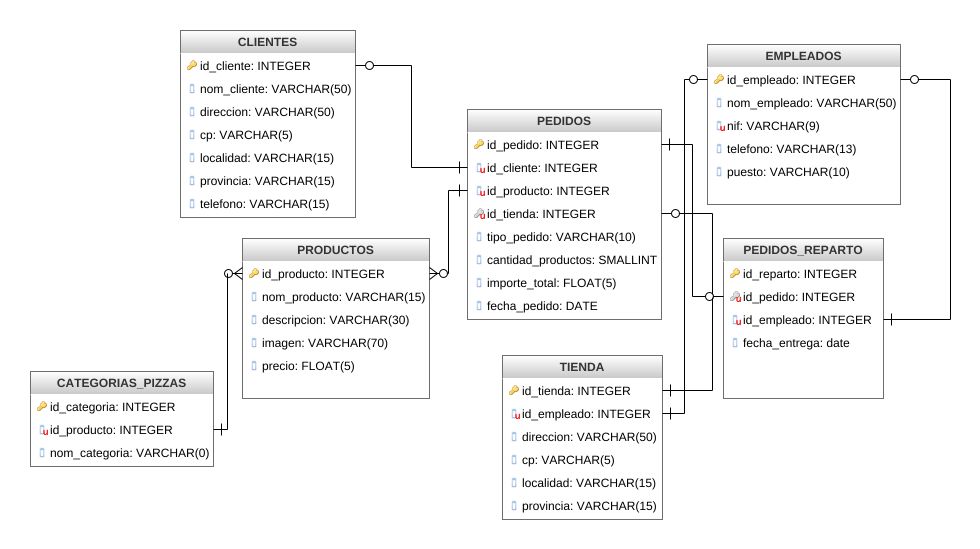 CLIENTES
id_cliente: INTEGER
nom_cliente: VARCHAR(50)
direccion: VARCHAR(50)
cp: VARCHAR(5)
localidad: VARCHAR(15)
provincia: VARCHAR(15)
telefono: VARCHAR(15)
EMPLEADOS
id_empleado: INTEGER
nom_empleado: VARCHAR(50)
nif: VARCHAR(9)
telefono: VARCHAR(13)
puesto: VARCHAR(10)
PEDIDOS
id_pedido: INTEGER
id_cliente: INTEGER
id_producto: INTEGER
id_tienda: INTEGER
tipo_pedido: VARCHAR(10)
cantidad_productos: SMALLINT
importe_total: FLOAT(5)
fecha_pedido: DATE
PRODUCTOS
id_producto: INTEGER
nom_producto: VARCHAR(15)
descripcion: VARCHAR(30)
imagen: VARCHAR(70)
precio: FLOAT(5)
PEDIDOS_REPARTO
id_reparto: INTEGER
id_pedido: INTEGER
id_empleado: INTEGER
fecha_entrega: date
TIENDA
id_tienda: INTEGER
id_empleado: INTEGER
direccion: VARCHAR(50)
cp: VARCHAR(5)
localidad: VARCHAR(15)
provincia: VARCHAR(15)
CATEGORIAS_PIZZAS
id_categoria: INTEGER
id_producto: INTEGER
nom_categoria: VARCHAR(0)